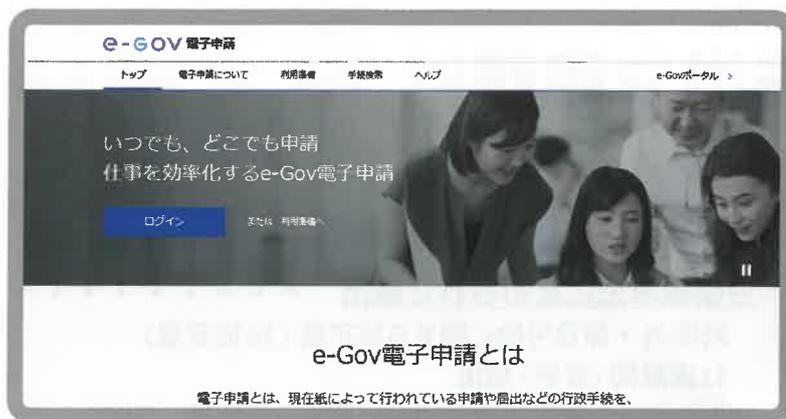 e-GOV 電子申請
トップ 電子申請について 利用準備 手続検索 ヘルプ e-Govポータル >
いつでも、どこでも申請
仕事を効率化するe-Gov電子申請
ログイン または 利用準備へ
e-Gov電子申請とは
電子申請とは、現在紙によって行われている申請や届出などの行政手続を、